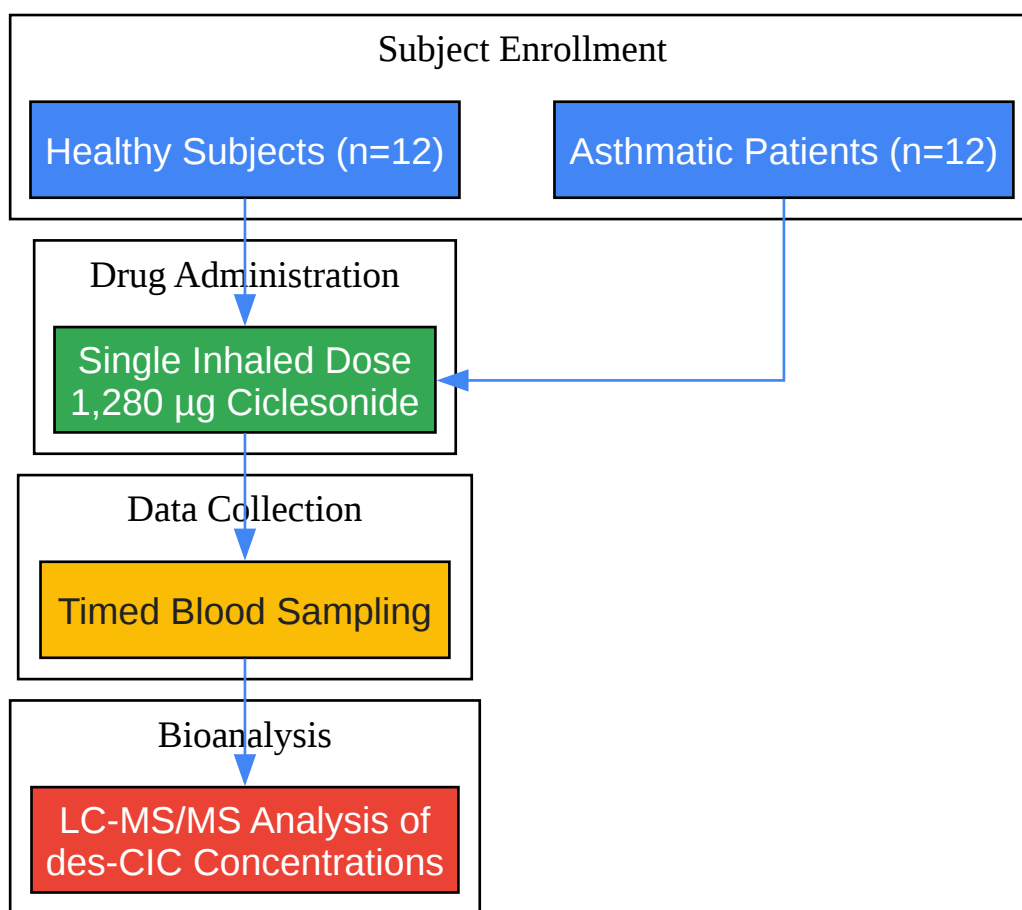 Subject Enrollment
Healthy Subjects (n=12)
Asthmatic Patients (n=12)
Drug Administration
Single Inhaled Dose
1,280 µg Ciclesonide
Data Collection
Timed Blood Sampling
Bioanalysis
LC-MS/MS Analysis of
des-CIC Concentrations